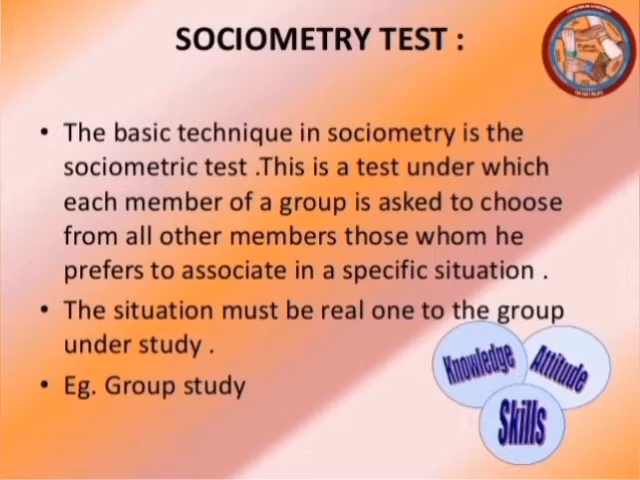 SOCIOMETRY TEST :
• The basic technique in sociometry is the
sociometric test .This is a test under which
each member of a group is asked to choose
from all other members those whom he
prefers to associate in a specific situation .
• The situation must be real one to the group
under study .
• Eg. Group study
Knowledge
Attitude
Skills